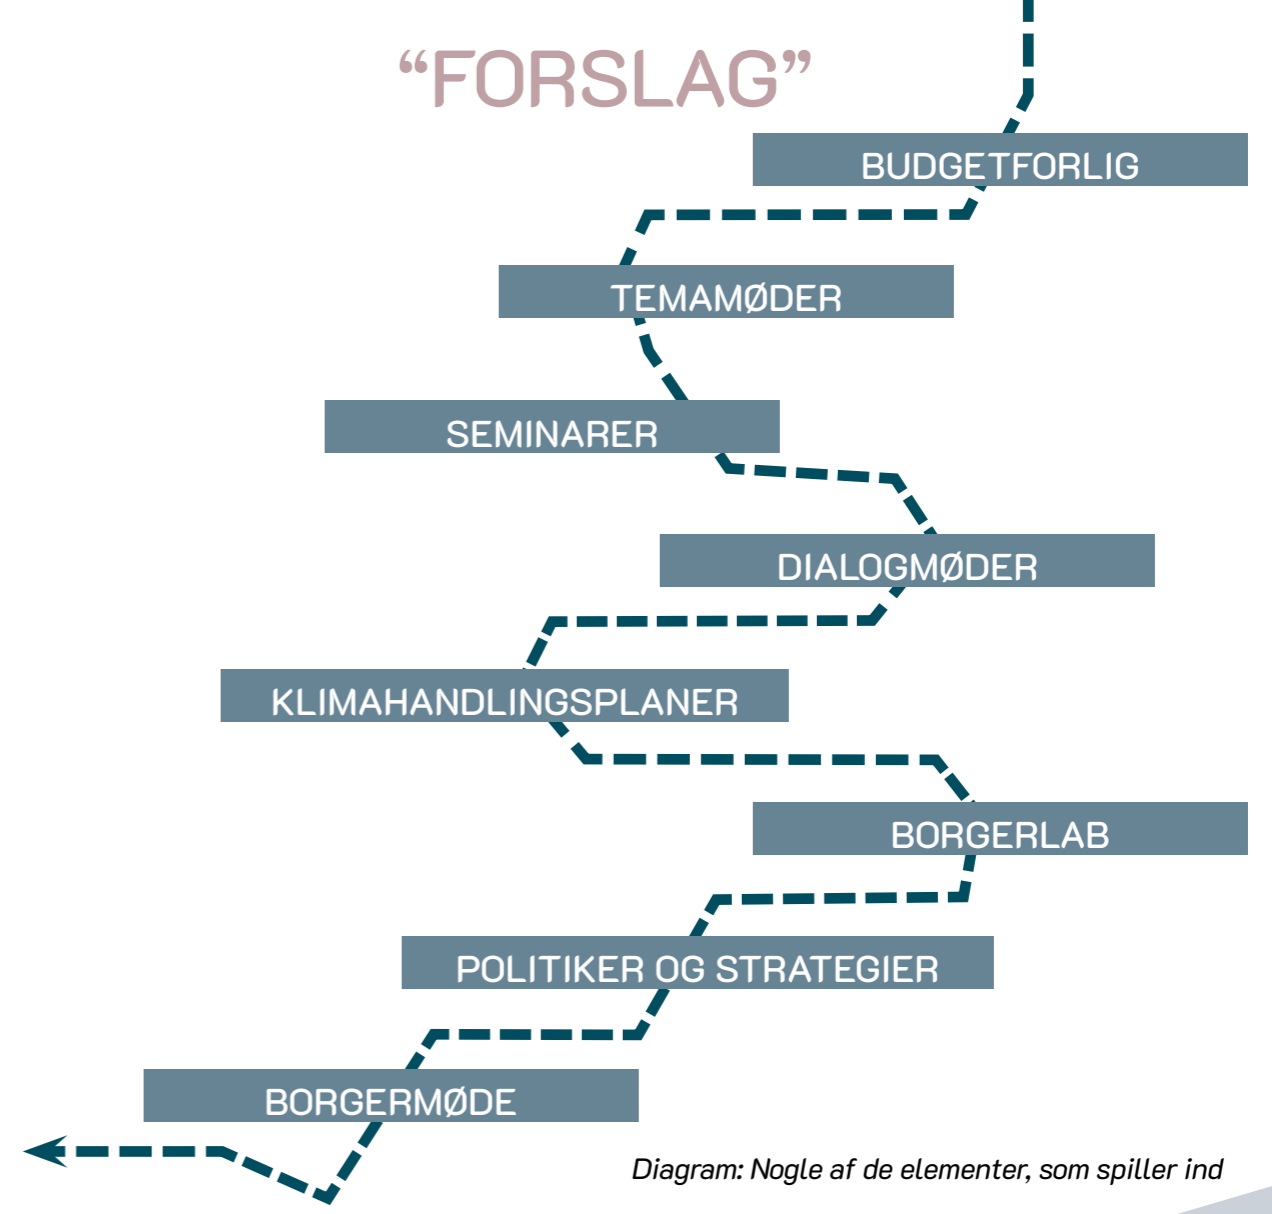 “FORSLAG”
BUDGETFORLIG
TEMAMØDER
SEMINARER
DIALOGMØDER
KLIMAHANDLINGSPLANER
BORGERLAB
POLITIKER OG STRATEGIER
BORGERMØDE
Diagram: Nogle af de elementer, som spiller ind